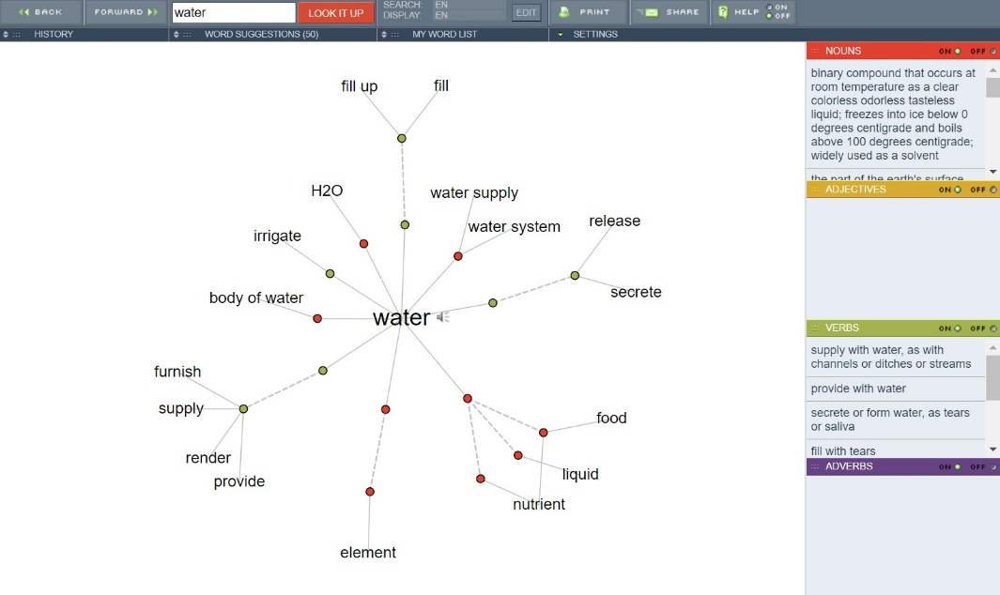 BACK
FORWARD
water
LOOK IT UP
SEARCH: EN
DISPLAY: EN
EDIT
PRINT
SHARE
HELP
ON
OFF
HISTORY
WORD SUGGESTIONS (50)
MY WORD LIST
SETTINGS
fill up
fill
H2O
water supply
water system
release
irrigate
secrete
body of water
water
furnish
supply
render
provide
food
liquid
nutrient
element
NOUNS ON OFF
binary compound that occurs at
room temperature as a clear
colorless odorless tasteless
liquid; freezes into ice below 0
degrees centigrade and boils
above 100 degrees centigrade;
widely used as a solvent
the part of the earth's surface
ADJECTIVES ON OFF
VERBS ON OFF
supply with water, as with
channels or ditches or streams
provide with water
secrete or form water, as tears
or saliva
fill with tears
ADVERBS ON OFF